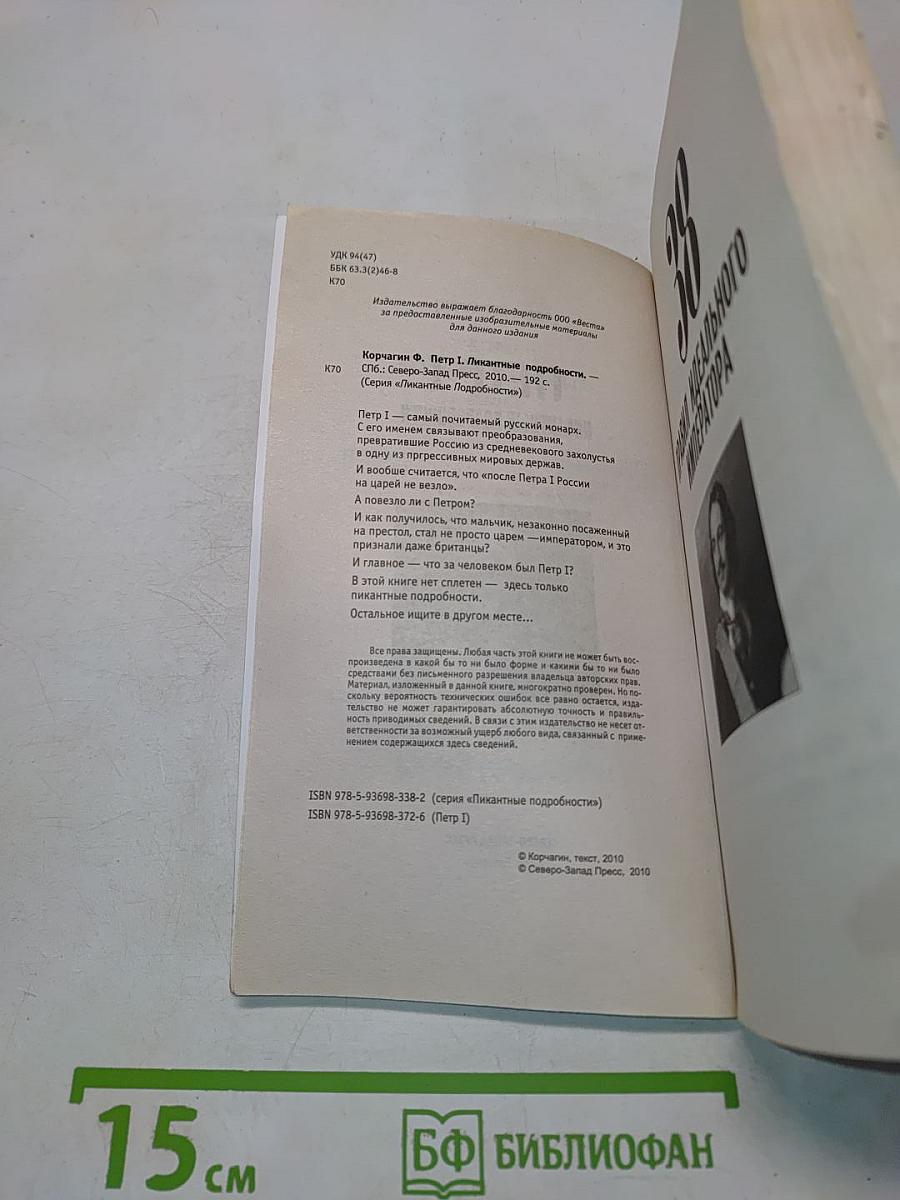 УДК 94(47)
ББК 63.3(2)46-8
К70
Издательство выражает благодарность ООО «Веста»
за предоставленные изобразительные материалы
для данного издания
Корчагин Ф. Петр I. Ликантные подробности. —
К70 СПб.: Северо-Запад Пресс, 2010.— 192 с.
(Серия «Ликантные Лодробности»)
Петр I — самый почитаемый русский монарх.
С его именем связывают преобразования,
превратившие Россию из средневекового захолустья
в одну из пргрессивных мировых держав.
И вообще считается, что «после Петра I России
на царей не везло».
А повезло ли с Петром?
И как получилось, что мальчик, незаконно посаженный
на престол, стал не просто царем —императором, и это
признали даже британцы?
И главное — что за человеком был Петр I?
В этой книге нет сплетен — здесь только
пикантные подробности.
Остальное ищите в другом месте...
Все права защищены. Любая часть этой книги не может быть вос-
произведена в какой бы то ни было форме и какими бы то ни было
средствами без письменного разрешения владельца авторских прав.
Материал, изложенный в данной книге, многократно проверен. Но по-
скольку вероятность технических ошибок все равно остается, изда-
тельство не может гарантировать абсолютную точность и правиль-
ность приводимых сведений. В связи с этим издательство не несет от-
ветственности за возможный ущерб любого вида, связанный с приме-
нением содержащихся здесь сведений.
ISBN 978-5-93698-338-2 (серия «Пикантные подробности»)
ISBN 978-5-93698-372-6 (Петр I)
© Корчагин, текст, 2010
© Северо-Запад Пресс, 2010
38
ИДЕАЛЬНОГО
ИМПЕРАТОРА
15 см
БФ БИБЛИОФАН